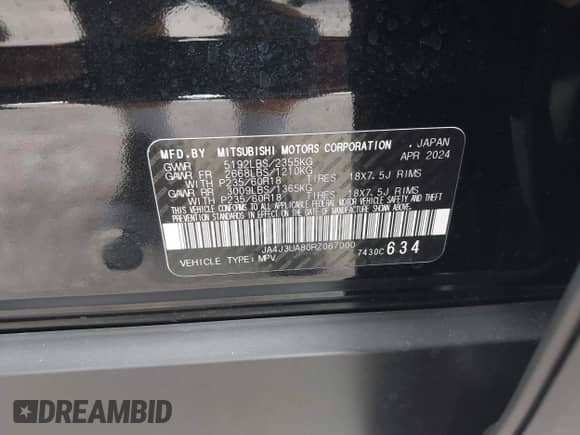 MFD.BY MITSUBISHI MOTORS CORPORATION .JAPAN
GVWR 5192LBS/2355KG APR 2024
GAWR FR 2668LBS/1210KG
WITH P235/60R18 TIRES 18X7.5J RIMS
GAWR RR 3009LBS/1365KG
WITH P235/60R18 TIRES 18X7.5J RIMS
THIS VEHICLE CONFORMS TO ALL APPLICABLE FEDERAL MOTOR VEHICLE SAFETY AND THEFT
PREVENTION STANDARDS IN EFFECT ON THE DATE OF MANUFACTURE SHOWN ABOVE.
JA4J3UA80RZ067000
VEHICLE TYPE:MPV 7430C 634
DREAMBID